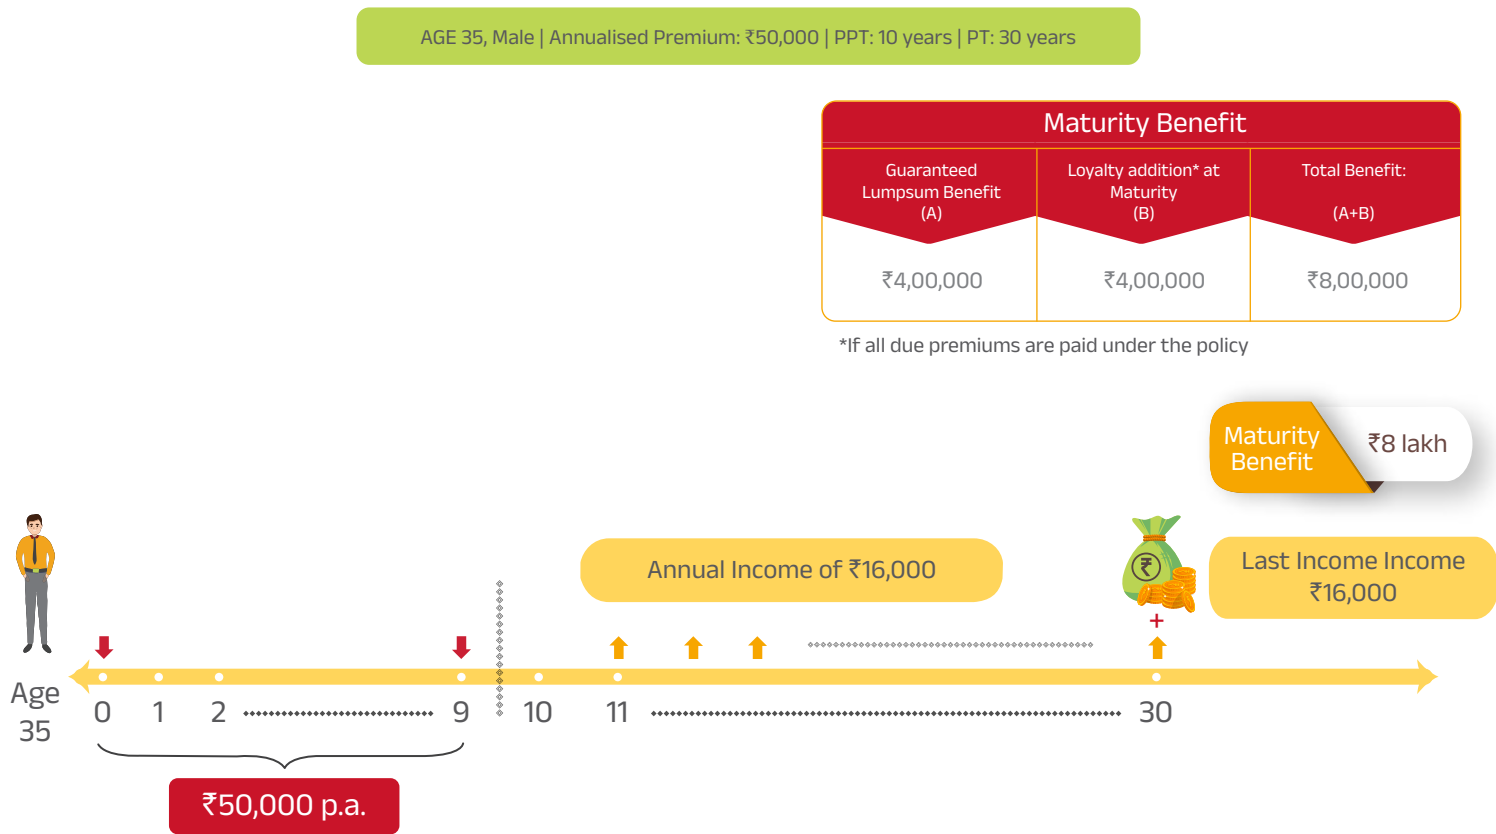 AGE 35, Male | Annualised Premium: ₹50,000 | PPT: 10 years | PT: 30 years
Maturity Benefit
Guaranteed
Lumpsum Benefit
(A)
Loyalty addition* at
Maturity
(B)
Total Benefit:
(A+B)
₹4,00,000
₹4,00,000
₹8,00,000
*If all due premiums are paid under the policy
Maturity
Benefit
₹8 lakh
Annual Income of ₹16,000
₹
Last Income Income
₹16,000
+
Age
35
0
1
2
9
10
11
30
₹50,000 p.a.